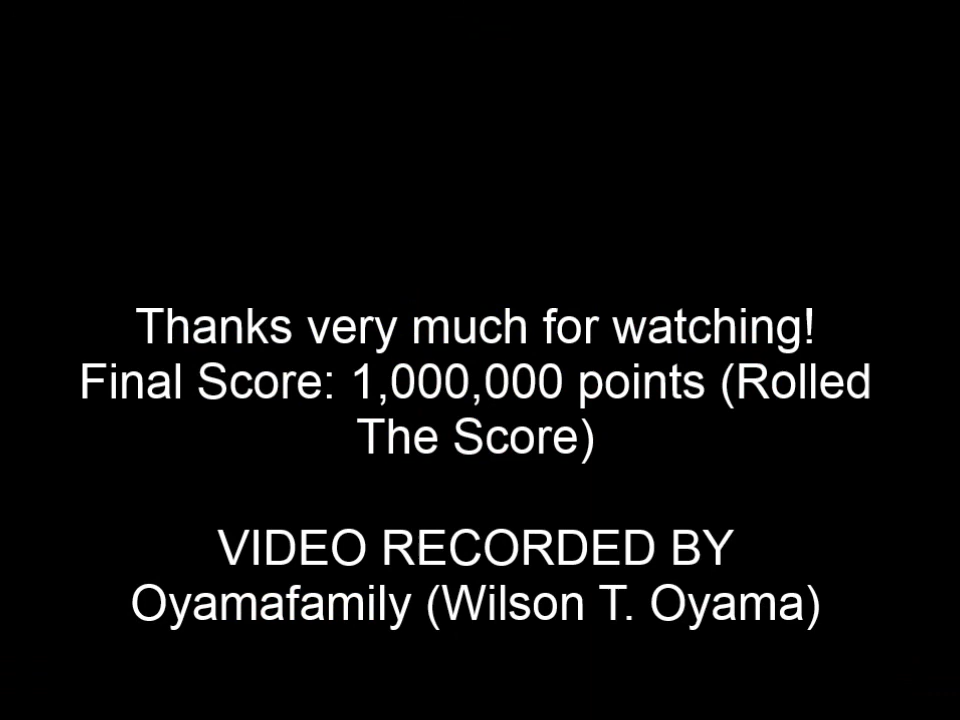 Thanks very much for watching!
Final Score: 1,000,000 points (Rolled
The Score)
VIDEO RECORDED BY
Oyamafamily (Wilson T. Oyama)